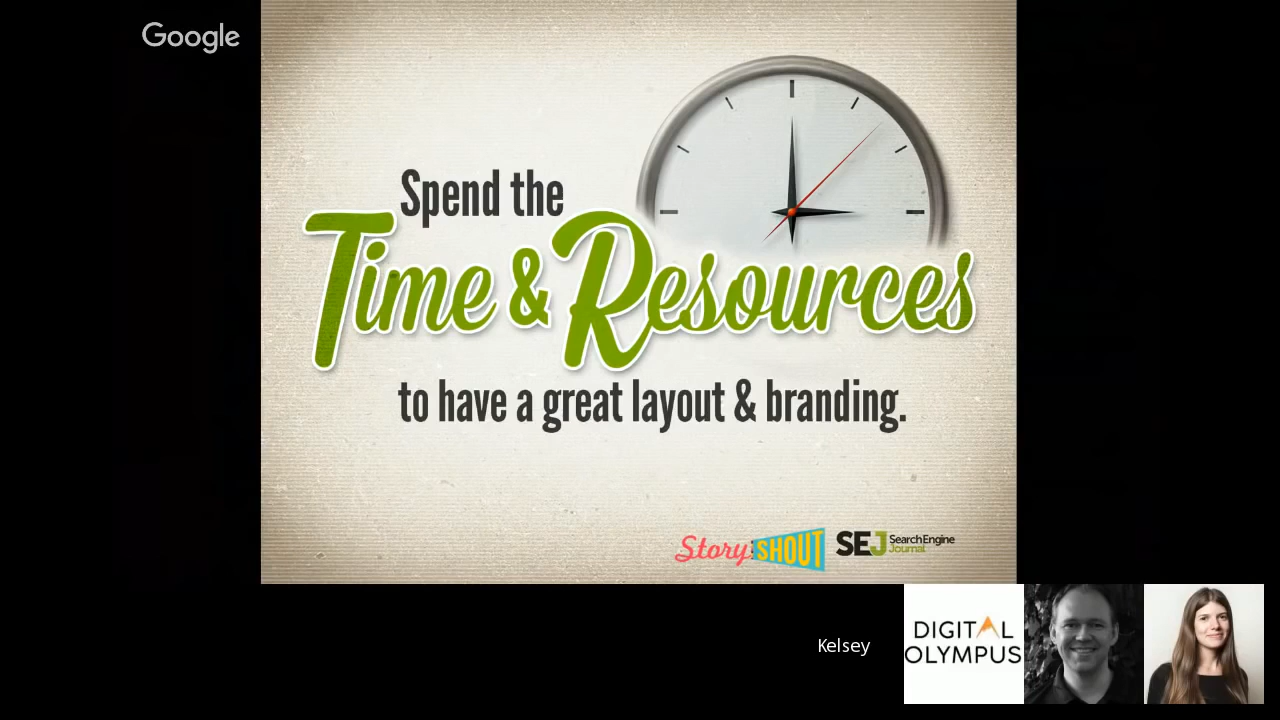 Google
Spend the
Time & Resources
to have a great layout & branding.
Story SHOUT
SEJ Search Engine
Journal
Kelsey
DIGITAL
OLYMPUS